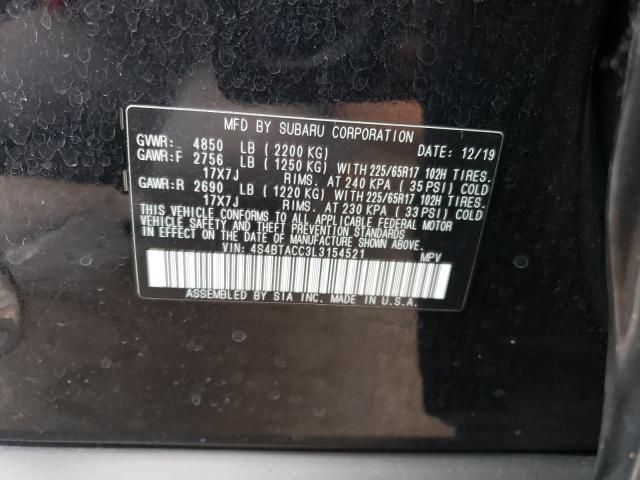 MFD BY SUBARU CORPORATION
GVWR: 4850 LB (2200 KG) DATE: 12/19
GAWR:F 2756 LB (1250 KG) WITH 225/65R17 102H TIRES.
17X7J RIMS. AT 240 KPA (35 PSI) COLD
GAWR:R 2690 LB (1220 KG) WITH 225/65R17 102H TIRES.
17X7J RIMS. AT 230 KPA (33 PSI) COLD
THIS VEHICLE CONFORMS TO ALL APPLICABLE FEDERAL MOTOR
VEHICLE SAFETY AND THEFT PREVENTION STANDARDS IN EFFECT
ON THE DATE OF MANUFACTURE SHOWN ABOVE.
VIN: 4S4BTACC3L3154521 MPV
ASSEMBLED BY SIA INC. MADE IN U.S.A.